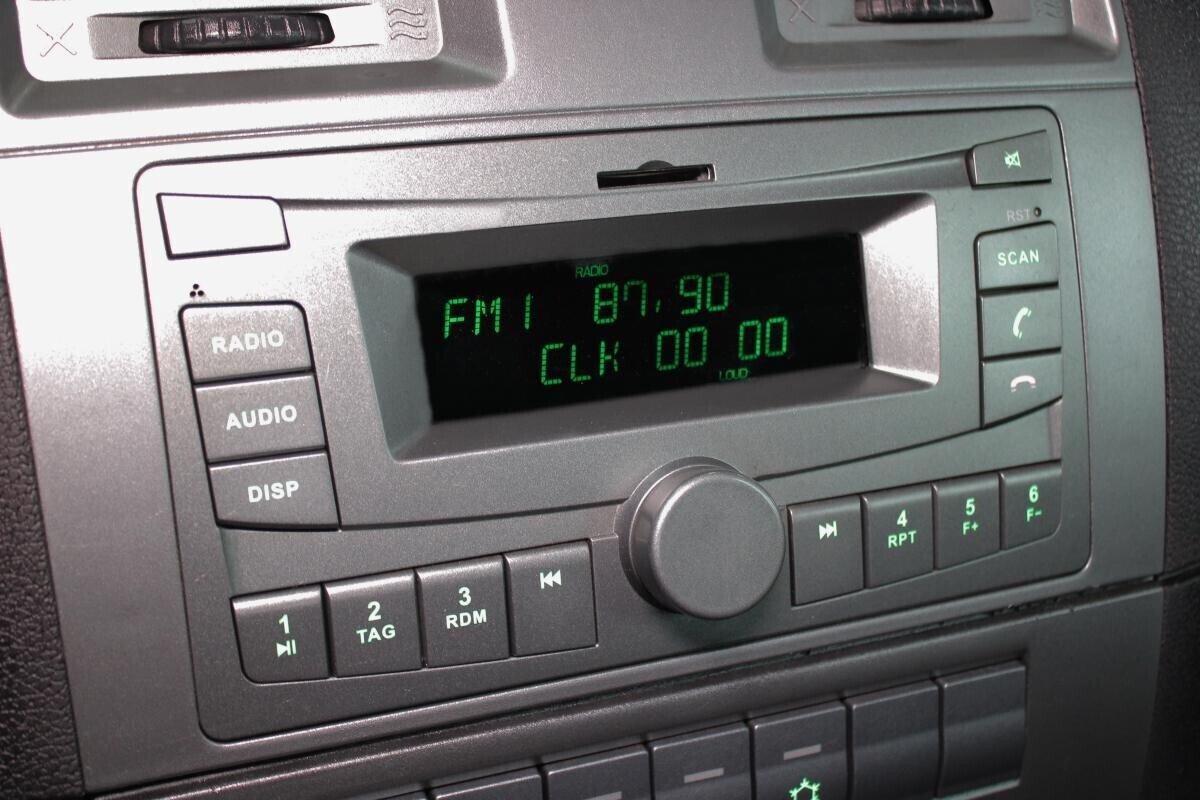 RST
RADIO
FM1 87.90
CLK 00 00
LOUD
SCAN
RADIO
AUDIO
DISP
1
2
TAG
3
RDM
4
RPT
5
F+
6
F-